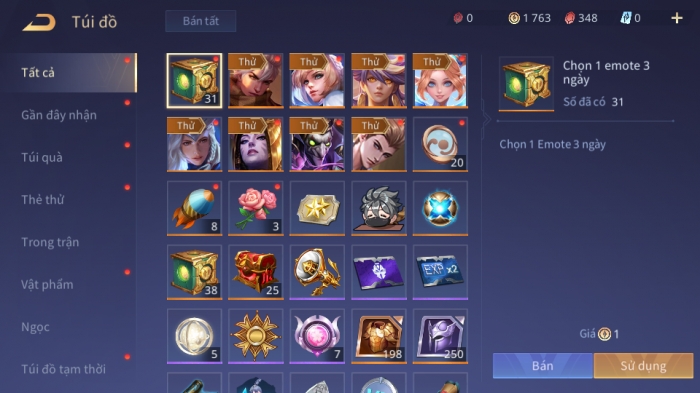 Túi đồ
Bán tất
0
1 763
348
0
+
Tất cả
Gần đây nhận
Túi quà
Thẻ thử
Trong trận
Vật phẩm
Ngọc
Túi đồ tạm thời
31
Thử
Thử
Thử
Thử
Thử
Thử
Thử
Thử
20
8
3
38
25
EXP x2
5
7
198
250
Chọn 1 emote 3
ngày
Số đã có 31
Chọn 1 Emote 3 ngày
Giá 1
Bán
Sử dụng